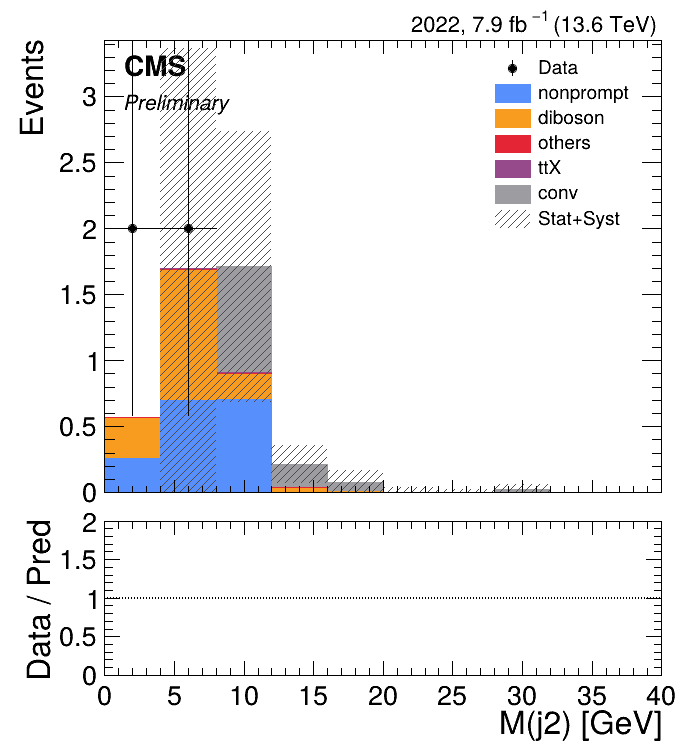 2022, 7.9 fb⁻¹ (13.6 TeV)
CMS
Preliminary
Events
3
2.5
2
1.5
1
0.5
0
Data
nonprompt
diboson
others
ttX
conv
Stat+Syst
Data / Pred
2
1.5
1
0.5
0
0 5 10 15 20 25 30 35 40
M(j2) [GeV]